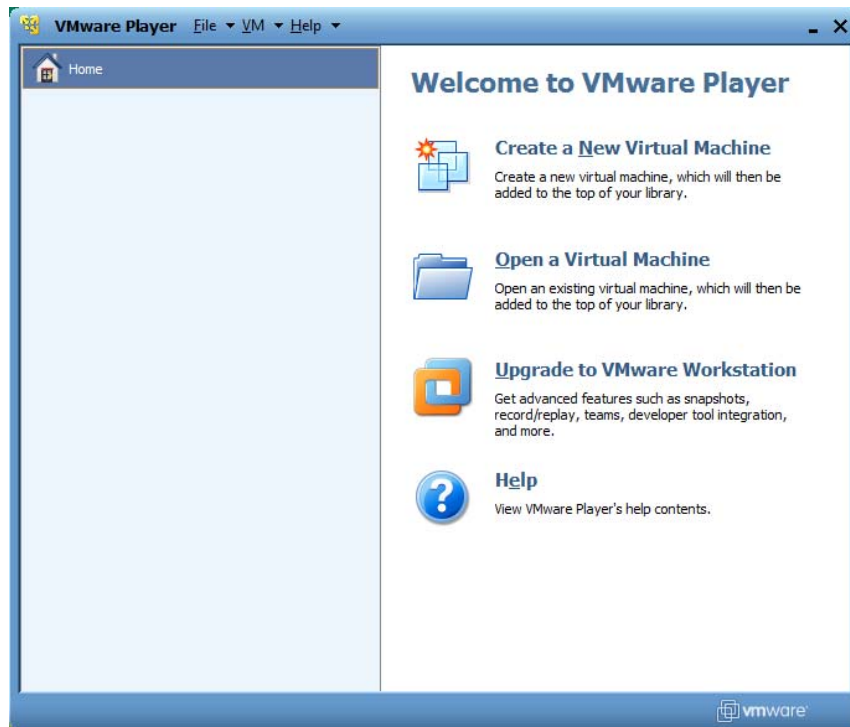 VMware Player File VM Help
Home
Welcome to VMware Player
Create a New Virtual Machine
Create a new virtual machine, which will then be
added to the top of your library.
Open a Virtual Machine
Open an existing virtual machine, which will then be
added to the top of your library.
Upgrade to VMware Workstation
Get advanced features such as snapshots,
record/replay, teams, developer tool integration,
and more.
Help
View VMware Player's help contents.
vmware